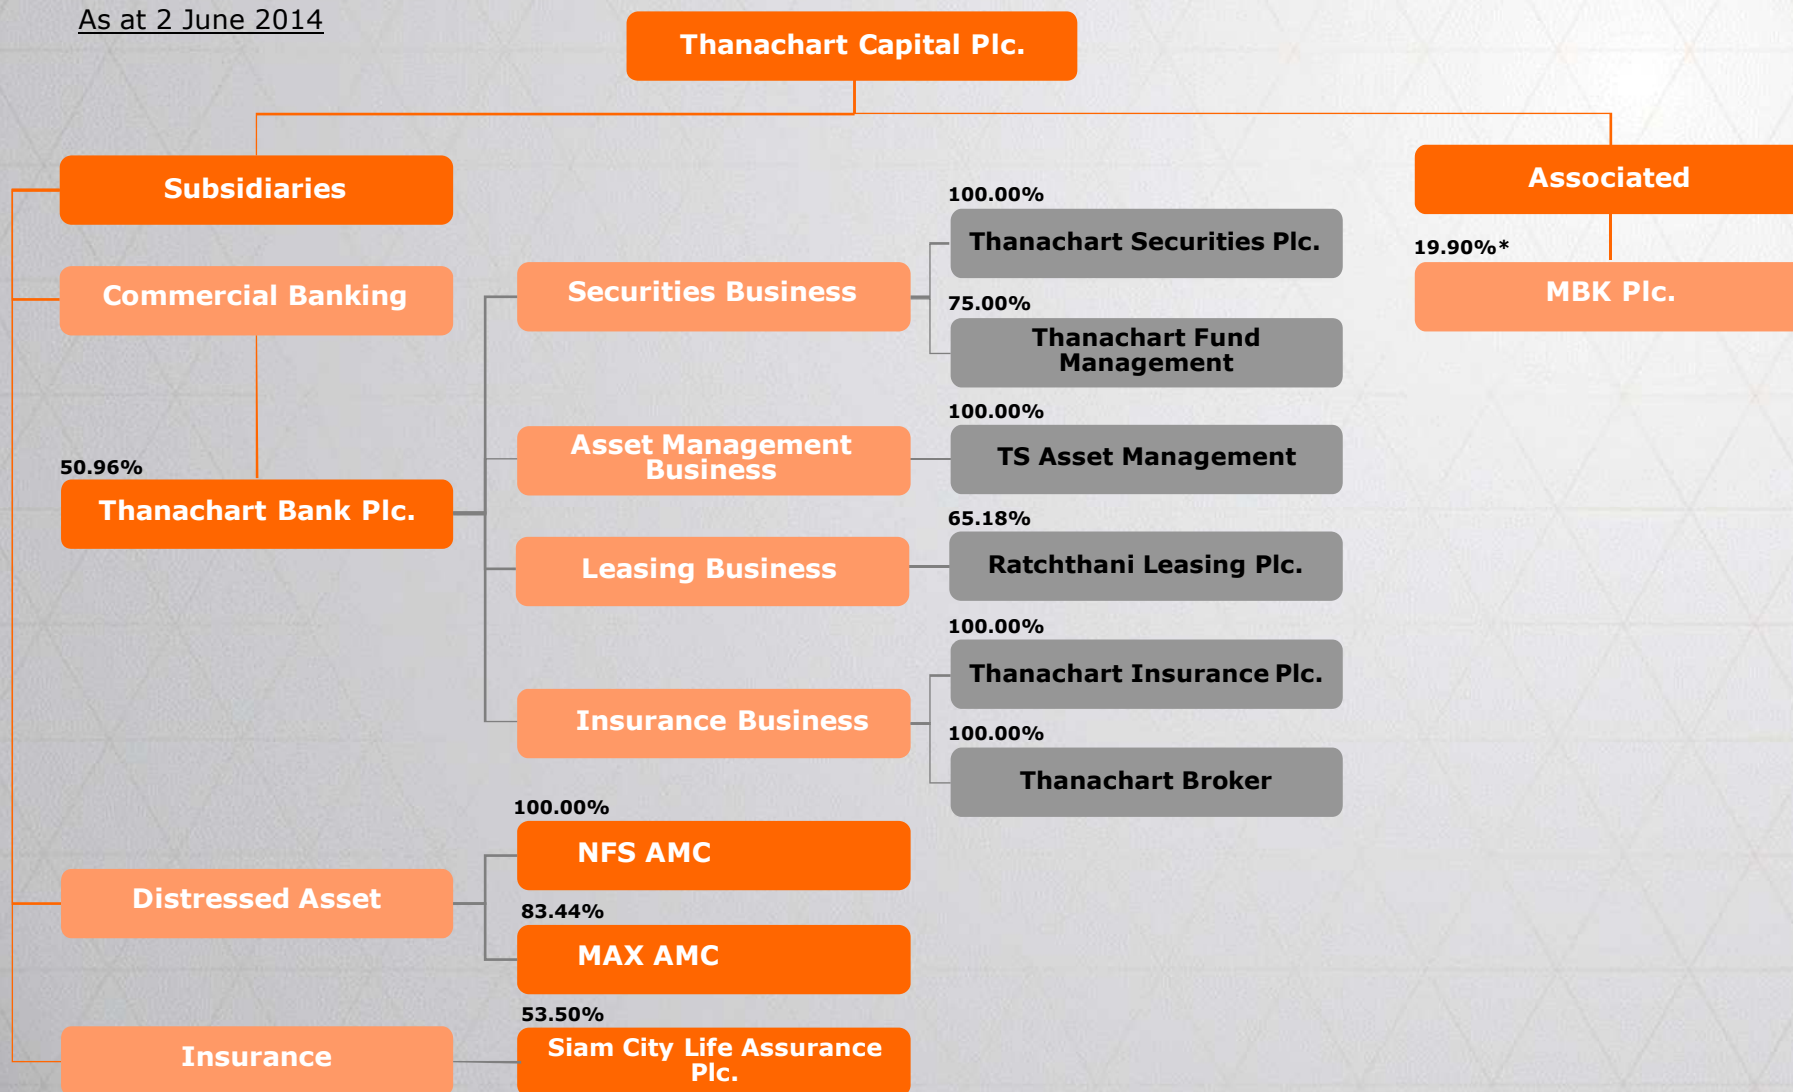 As at 2 June 2014
Thanachart Capital Plc.
Subsidiaries
Associated
100.00%
Thanachart Securities Plc.
19.90%*
MBK Plc.
Commercial Banking
Securities Business
75.00%
Thanachart Fund
Management
100.00%
Asset Management
Business
TS Asset Management
50.96%
Thanachart Bank Plc.
65.18%
Leasing Business
Ratchthani Leasing Plc.
100.00%
Thanachart Insurance Plc.
Insurance Business
100.00%
Thanachart Broker
100.00%
NFS AMC
Distressed Asset
83.44%
MAX AMC
53.50%
Insurance
Siam City Life Assurance
Plc.